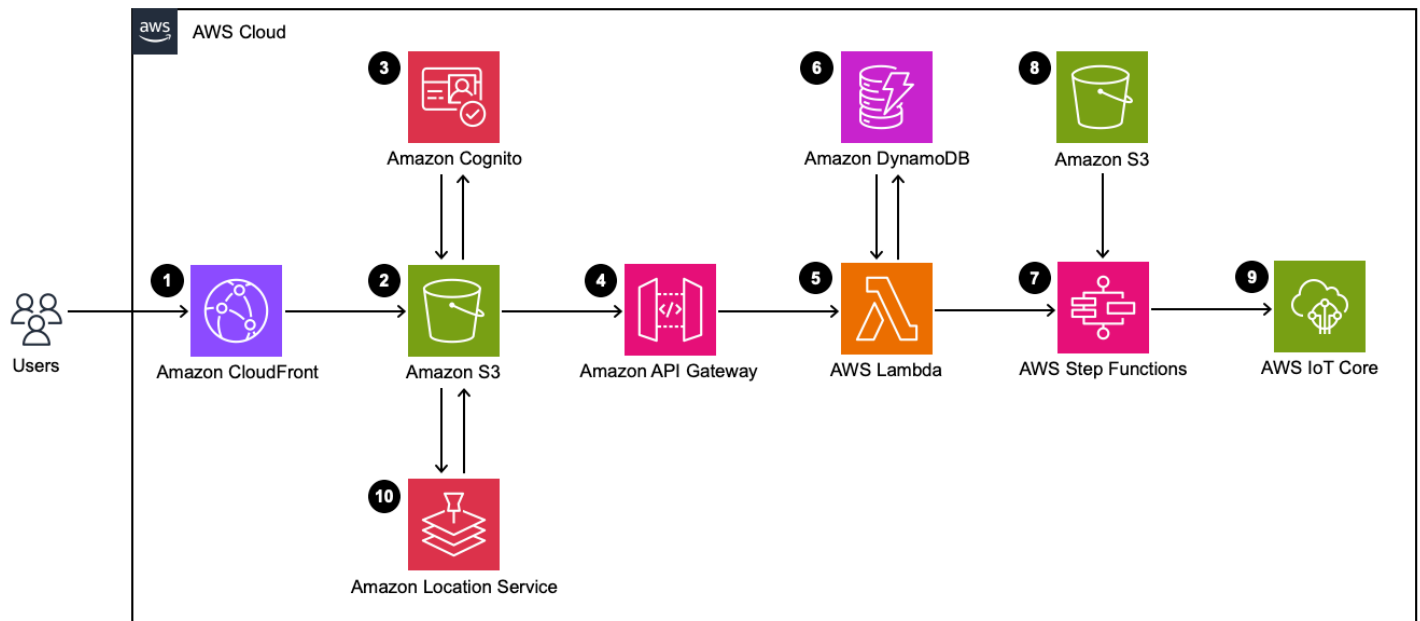 aws
AWS Cloud
3
6
8
Amazon Cognito
Amazon DynamoDB
Amazon S3
1
2
4
5
7
9
Users
Amazon CloudFront
Amazon S3
Amazon API Gateway
</>
AWS Lambda
AWS Step Functions
AWS IoT Core
10
Amazon Location Service